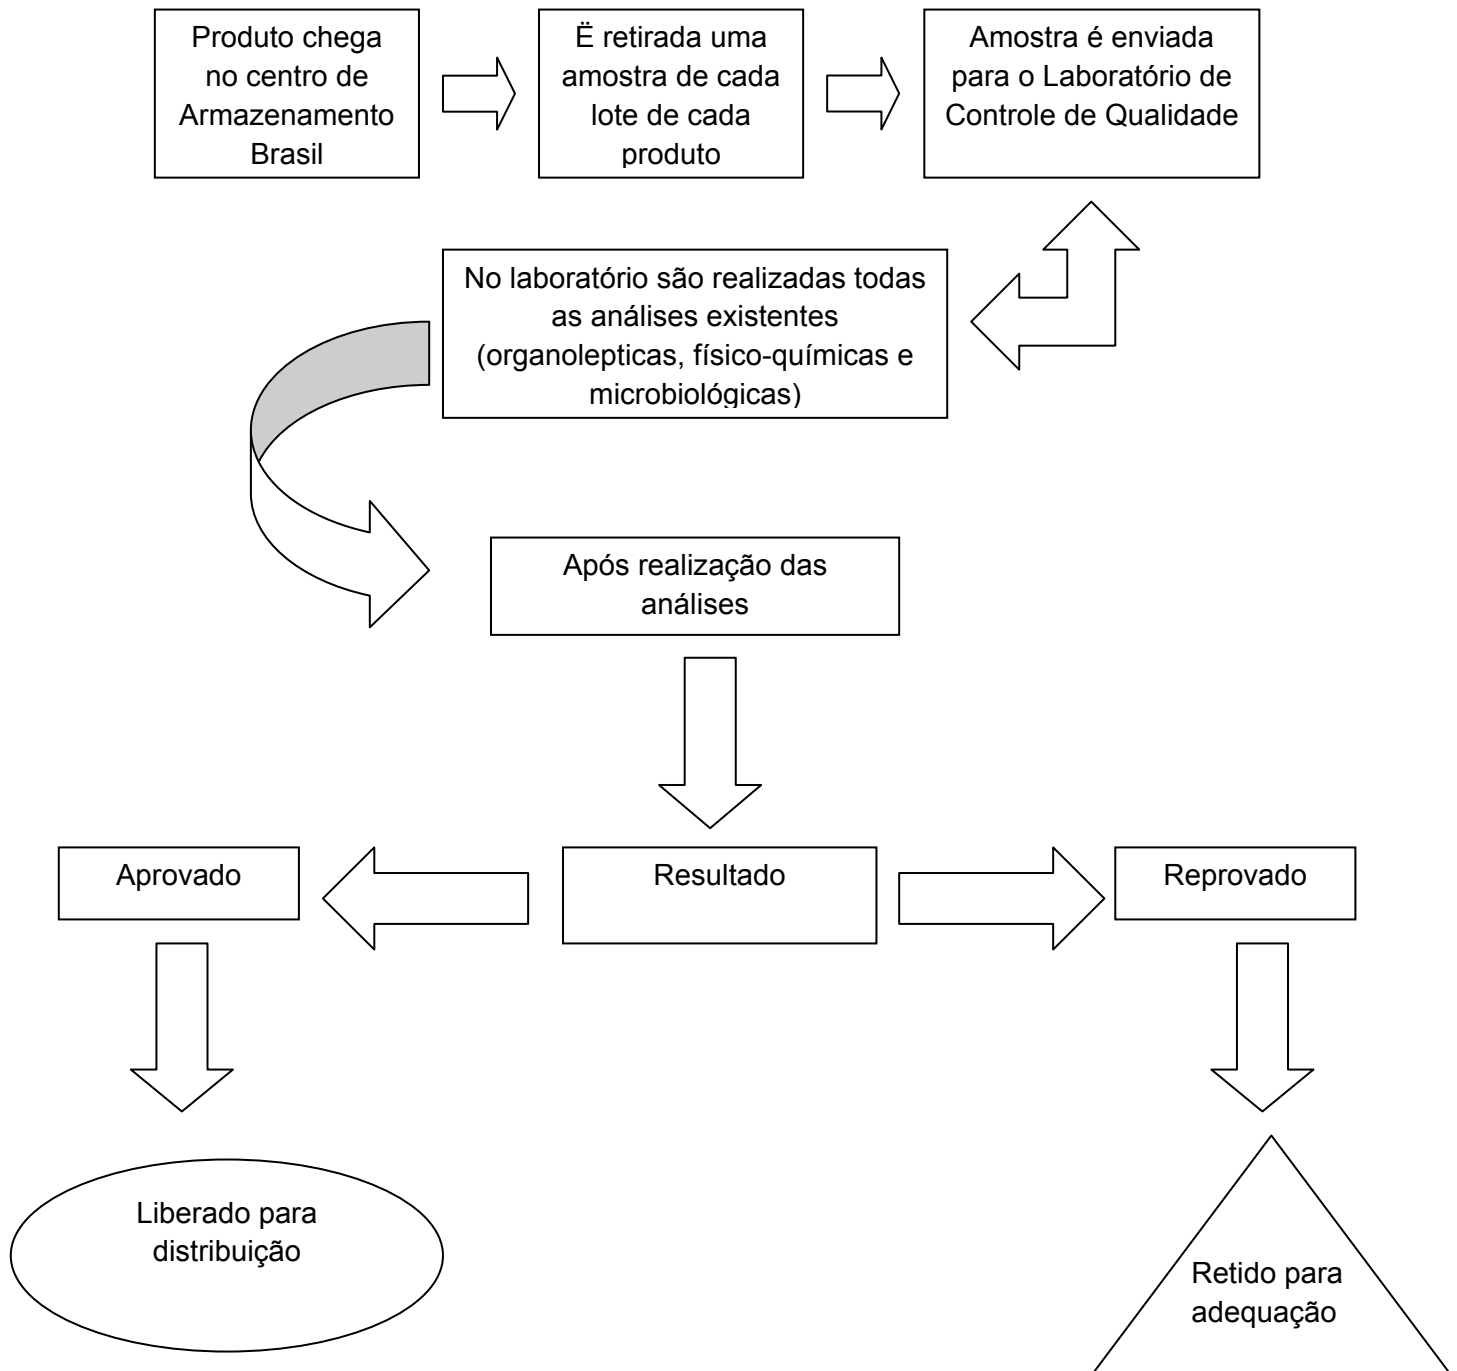 Produto chega
no centro de
Armazenamento
Brasil
Ë retirada uma
amostra de cada
lote de cada
produto
Amostra é enviada
para o Laboratório de
Controle de Qualidade
No laboratório são realizadas todas
as análises existentes
(organolepticas, físico-químicas e
microbiológicas)
Após realização das
análises
Aprovado
Resultado
Reprovado
Liberado para
distribuição
Retido para
adequação